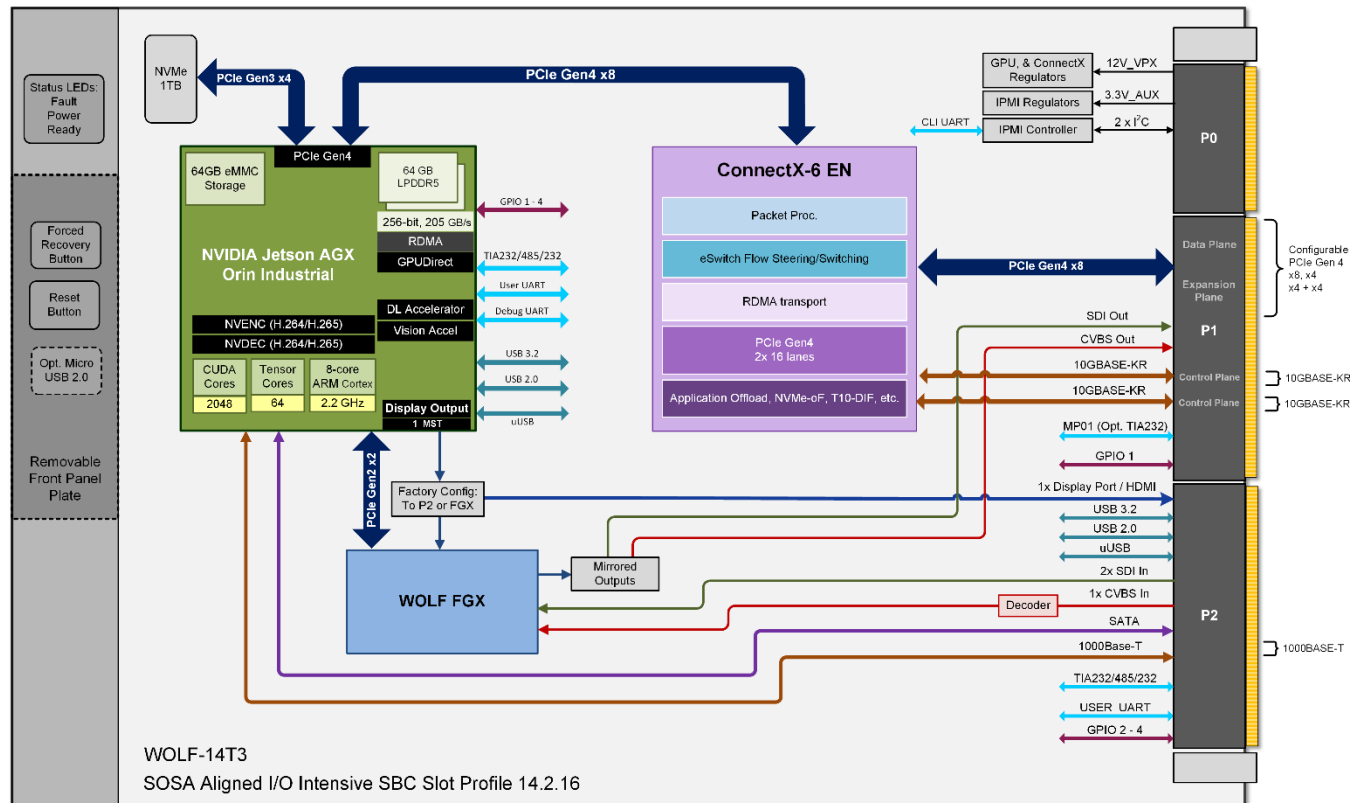 Status LEDs:
Fault
Power
Ready
Forced
Recovery
Button
Reset
Button
Opt. Micro
USB 2.0
Removable
Front Panel
Plate
NVMe
1TB
PCIe Gen3 x4
PCIe Gen4 x8
PCIe Gen4
64GB eMMC
Storage
64 GB
LPDDR5
256-bit, 205 GB/s
RDMA
GPUDirect
NVIDIA Jetson AGX
Orin Industrial
DL Accelerator
Vision Accel
NVENC (H.264/H.265)
NVDEC (H.264/H.265)
CUDA
Cores
2048
Tensor
Cores
64
8-core
ARM Cortex
2.2 GHz
Display Output
1 MST
GPIO 1 - 4
TIA232/485/232
User UART
Debug UART
USB 3.2
USB 2.0
uUSB
PCIe Gen2 x2
Factory Config:
To P2 or FGX
WOLF FGX
Mirrored
Outputs
ConnectX-6 EN
Packet Proc.
eSwitch Flow Steering/Switching
RDMA transport
PCIe Gen4
2x 16 lanes
Application Offload, NVMe-oF, T10-DIF, etc.
GPU, & ConnectX
Regulators
12V_VPX
IPMI Regulators
3.3V_AUX
CLI UART
IPMI Controller
2 x I²C
P0
PCIe Gen4 x8
Data Plane
Expansion
Plane
P1
Configurable
PCIe Gen 4
x8, x4
x4 + x4
SDI Out
CVBS Out
10GBASE-KR
Control Plane
10GBASE-KR
10GBASE-KR
Control Plane
10GBASE-KR
MP01 (Opt. TIA232)
GPIO 1
1x Display Port / HDMI
USB 3.2
USB 2.0
uUSB
2x SDI In
1x CVBS In
Decoder
P2
SATA
1000Base-T
1000BASE-T
TIA232/485/232
USER UART
GPIO 2 - 4
WOLF-14T3
SOSA Aligned I/O Intensive SBC Slot Profile 14.2.16